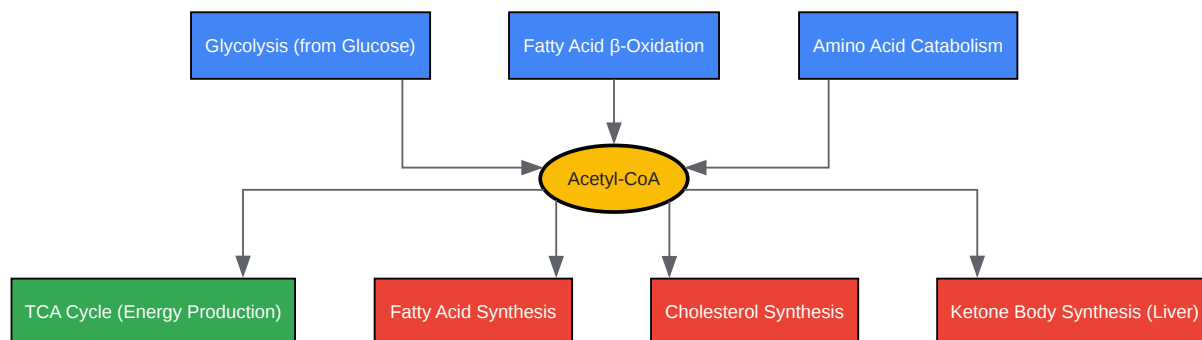 Glycolysis (from Glucose)
Fatty Acid β-Oxidation
Amino Acid Catabolism
Acetyl-CoA
TCA Cycle (Energy Production)
Fatty Acid Synthesis
Cholesterol Synthesis
Ketone Body Synthesis (Liver)